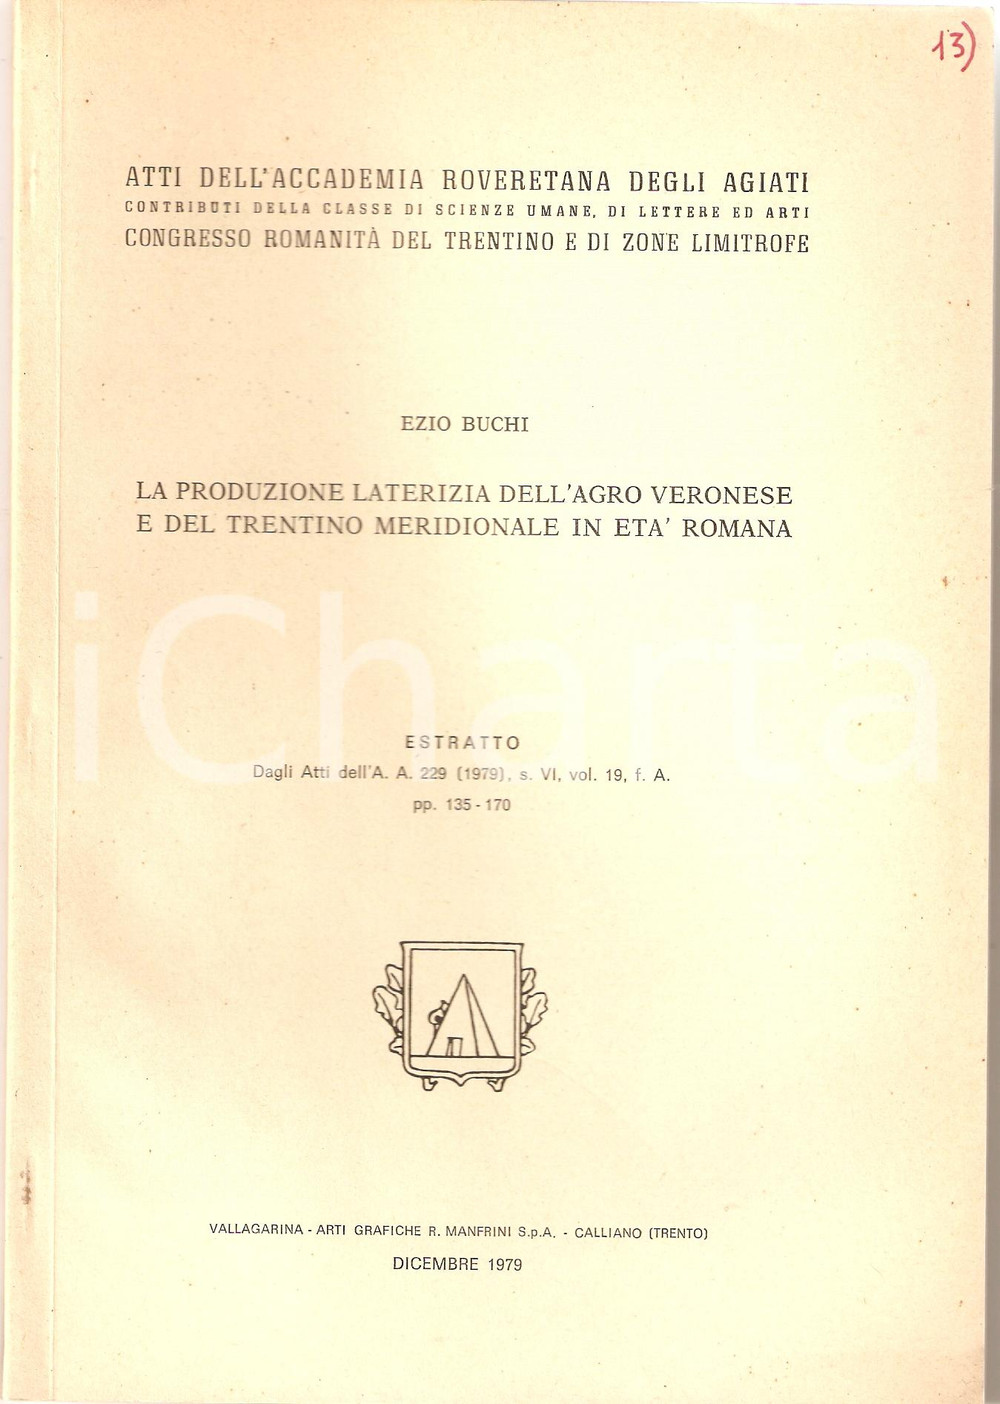 13)
ATTI DELL'ACCADEMIA ROVERETANA DEGLI AGIATI
CONTRIBUTI DELLA CLASSE DI SCIENZE UMANE, DI LETTERE ED ARTI
CONGRESSO ROMANITÀ DEL TRENTINO E DI ZONE LIMITROFE
EZIO BUCHI
LA PRODUZIONE LATERIZIA DELL'AGRO VERONESE
E DEL TRENTINO MERIDIONALE IN ETA' ROMANA
iCharta
ESTRATTO
Dagli Atti dell'A. A. 229 (1979), s. VI, vol. 19, f. A.
pp. 135 - 170
VALLAGARINA - ARTI GRAFICHE R. MANFRINI S.p.A. - CALLIANO (TRENTO)
DICEMBRE 1979